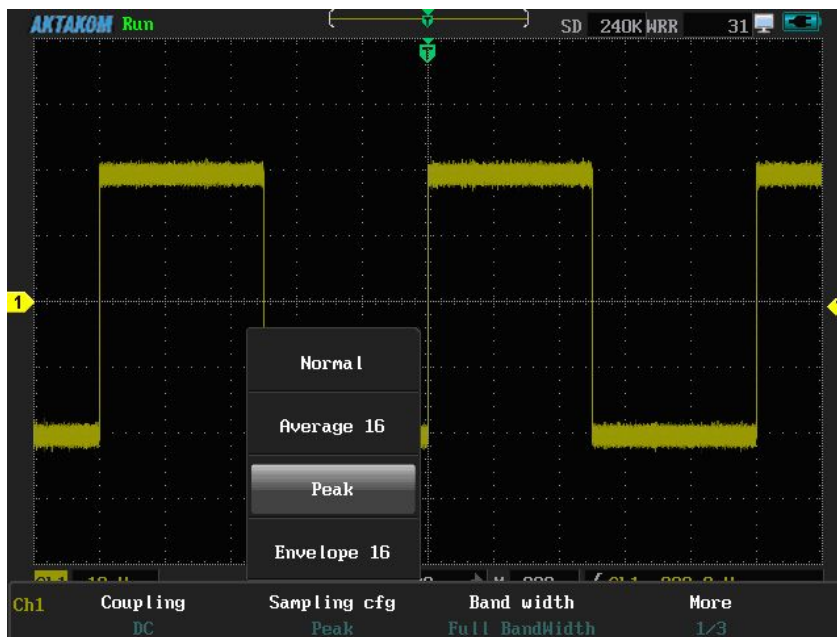 AKTAKOM Run
T
SD 240K WRR 31
T
1
Normal
Average 16
Peak
Envelope 16
Ch1 Coupling Sampling cfg Band width More
DC Peak Full BandWidth 1/3